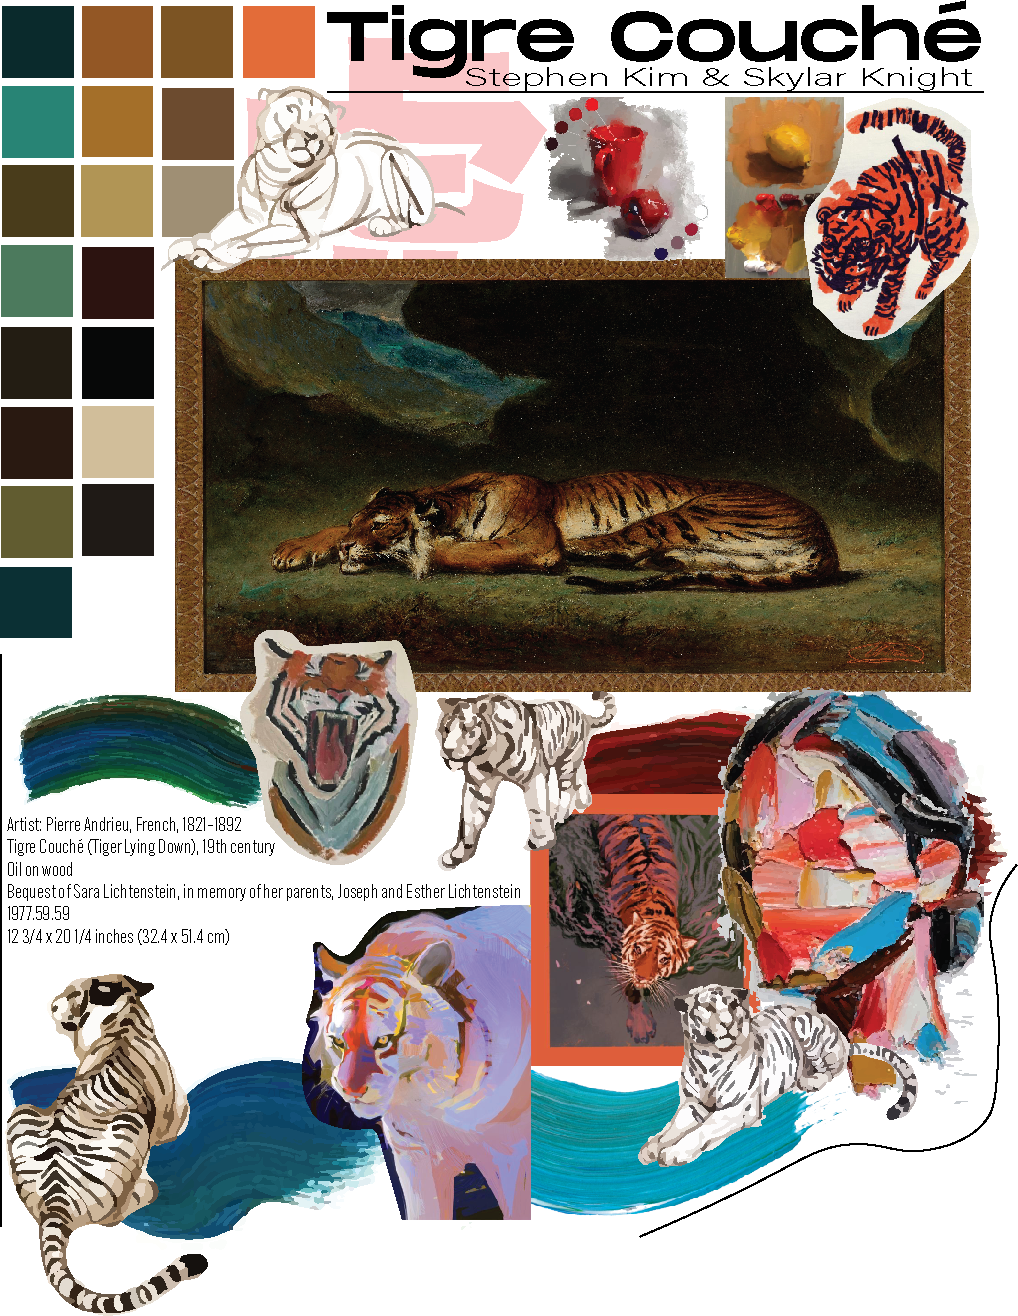 Tigre Couché
Stephen Kim & Skylar Knight
Artist: Pierre Andrieu, French, 1821-1892
Tigre Couché (Tiger Lying Down), 19th century
Oil on wood
Bequest of Sara Lichtenstein, in memory of her parents, Joseph and Esther Lichtenstein
1977.59.59
12 3/4 x 20 1/4 inches (32.4 x 51.4 cm)